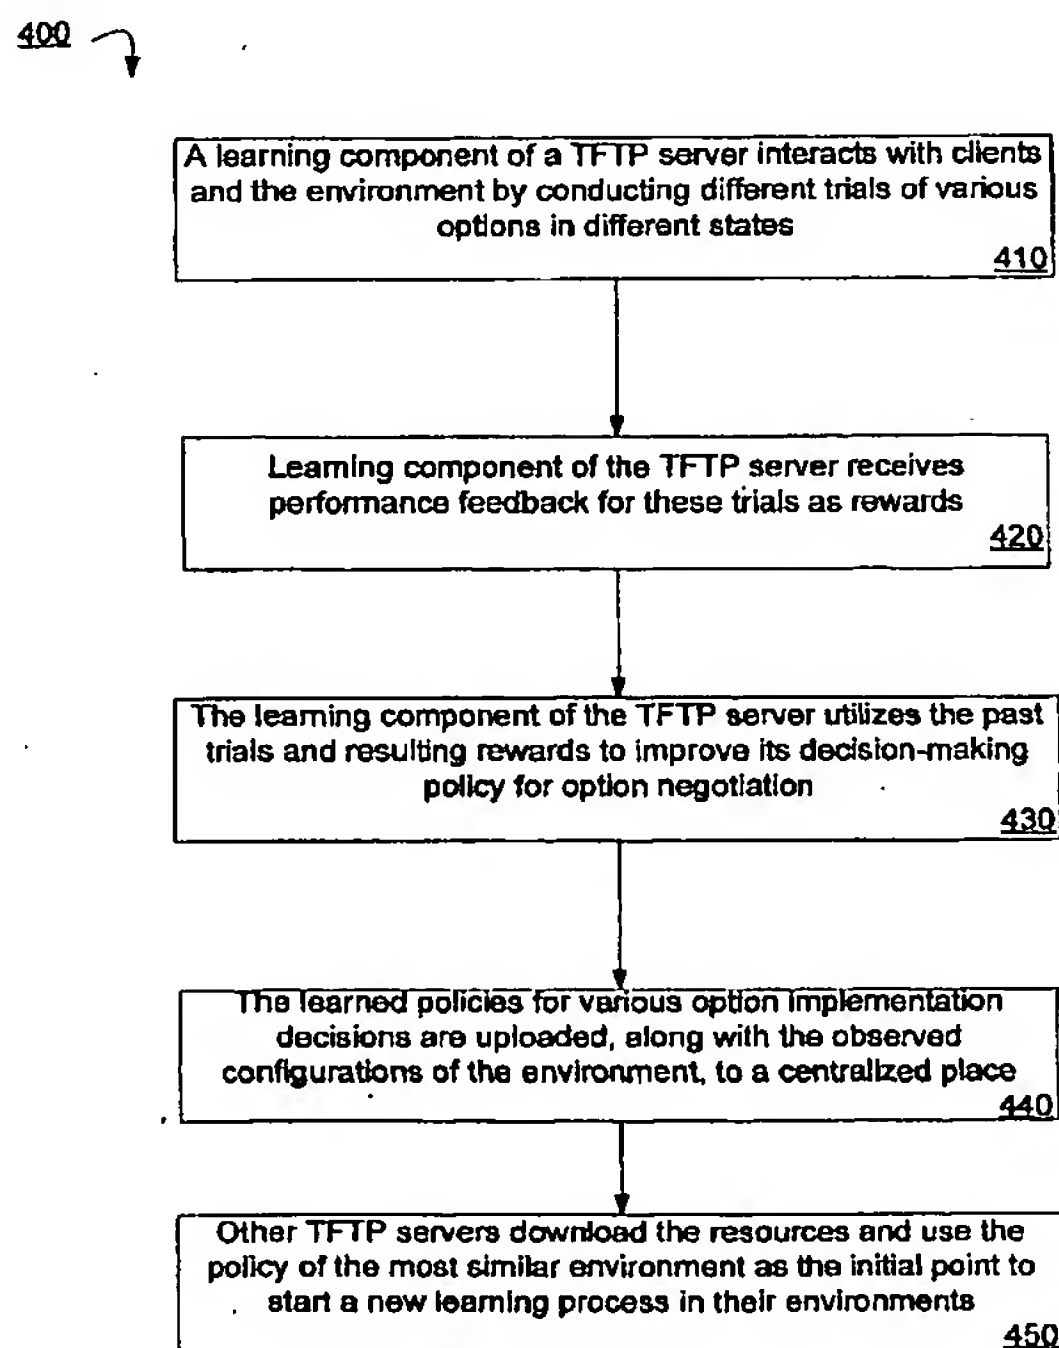 400
A learning component of a TFTP server interacts with clients
and the environment by conducting different trials of various
options in different states
410
Learning component of the TFTP server receives
performance feedback for these trials as rewards
420
The learning component of the TFTP server utilizes the past
trials and resulting rewards to improve its decision-making
policy for option negotiation
430
The learned policies for various option implementation
decisions are uploaded, along with the observed
configurations of the environment, to a centralized place
440
Other TFTP servers download the resources and use the
policy of the most similar environment as the initial point to
start a new learning process in their environments
450